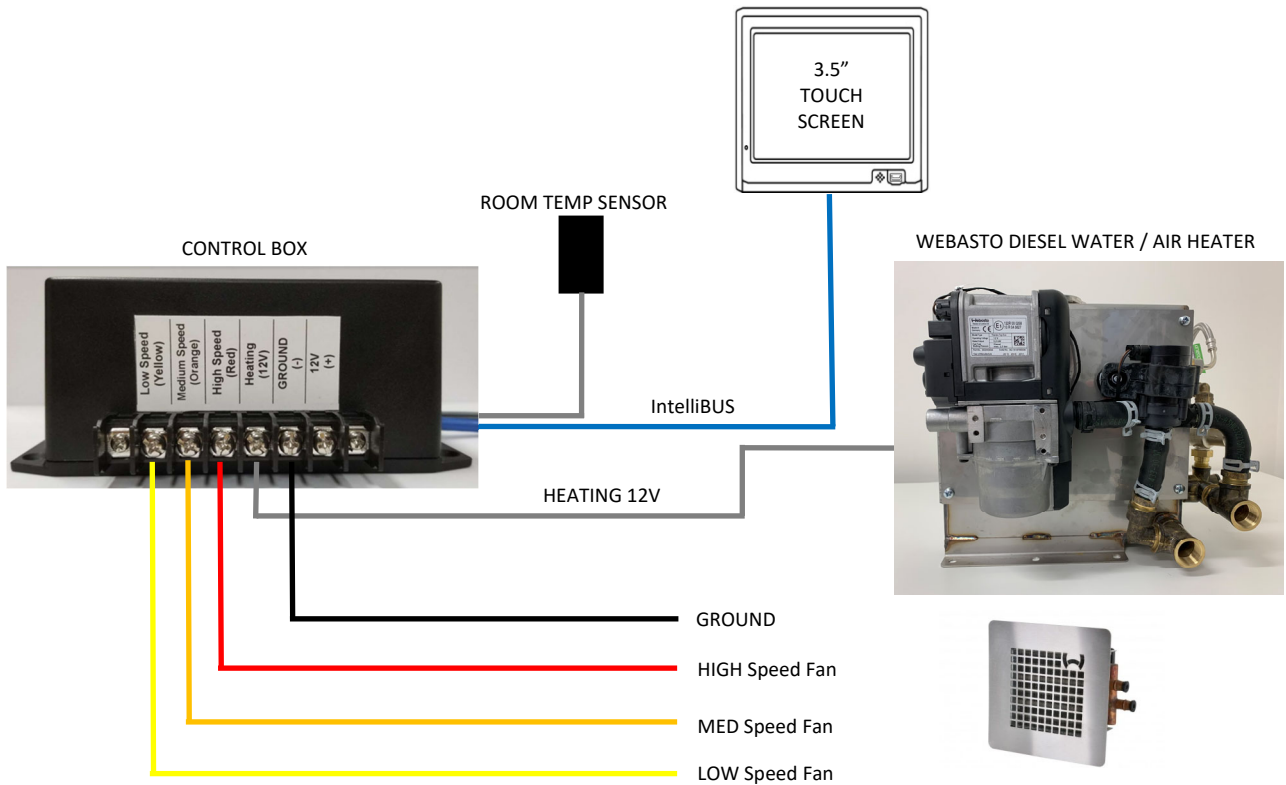 3.5”
TOUCH
SCREEN
ROOM TEMP SENSOR
CONTROL BOX
WEBASTO DIESEL WATER / AIR HEATER
Low Speed
(Yellow)
Medium Speed
(Orange)
High Speed
(Red)
Heating
(12V)
GROUND
(-)
12V
(+)
Webasto
IntelliBUS
HEATING 12V
GROUND
HIGH Speed Fan
MED Speed Fan
LOW Speed Fan